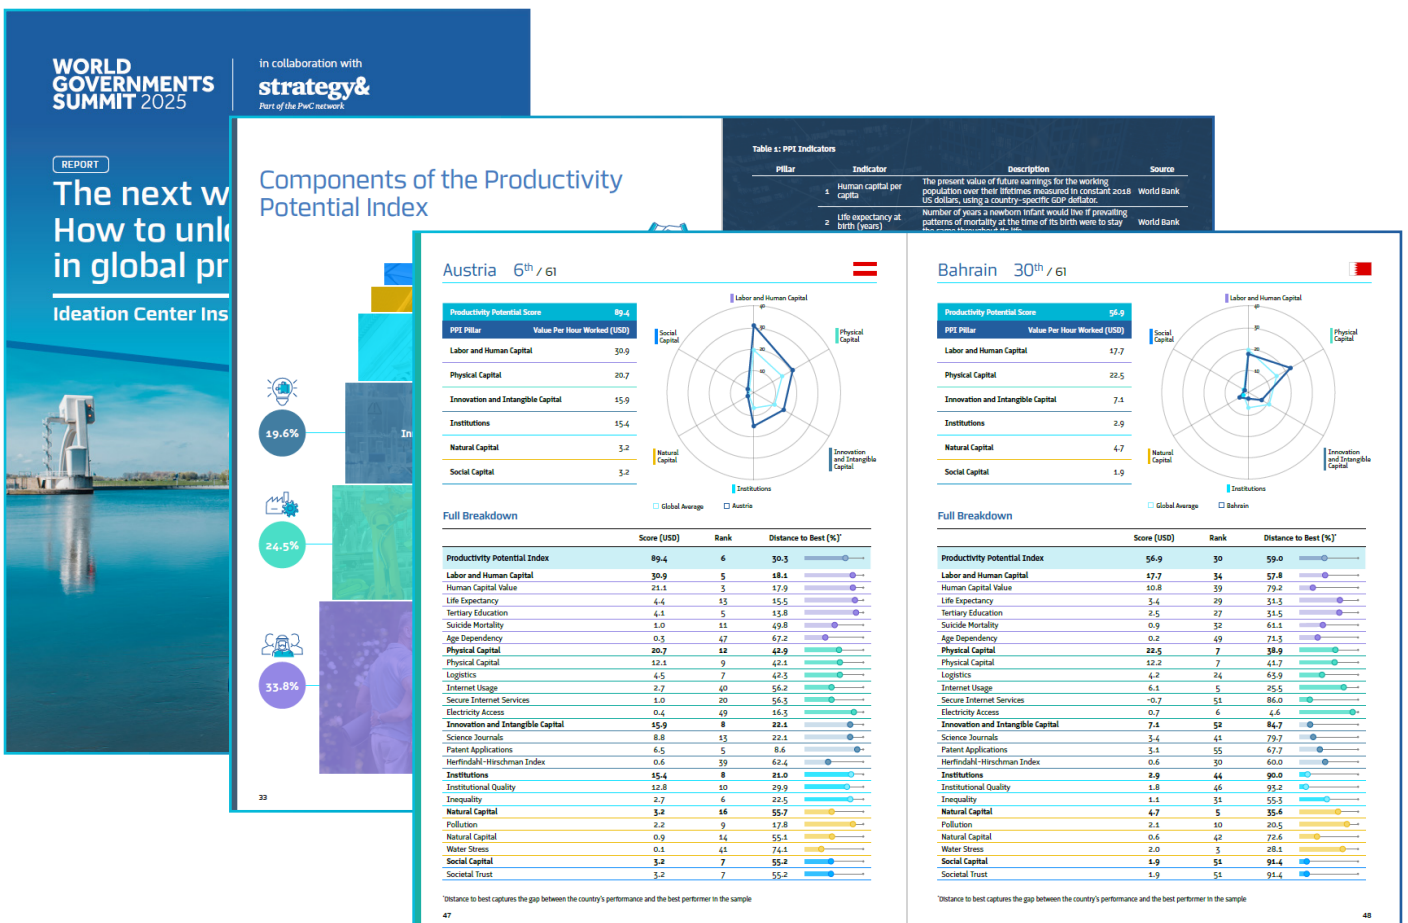 WORLD
GOVERNMENTS
SUMMIT 2025
in collaboration with
strategy&
Part of the PwC network
REPORT
The next w
How to unl
in global pr
Ideation Center Ins
Components of the Productivity
Potential Index
19.6%
In
24.5%
33.8%
33
Table 1: PPI Indicators
Pillar Indicator Description Source
1 Human capital per capita The present value of future earnings for the working population over their lifetimes measured in constant 2018 US dollars, using a country-specific GDP deflator. World Bank
2 Life expectancy at birth (years) Number of years a newborn infant would live if prevailing patterns of mortality at the time of its birth were to stay the same throughout its life World Bank
Austria 6th / 61
Productivity Potential Score 89.4
PPI Pillar Value Per Hour Worked (USD)
Labor and Human Capital 30.9
Physical Capital 20.7
Innovation and Intangible Capital 15.9
Institutions 15.4
Natural Capital 3.2
Social Capital 3.2
Labor and Human Capital
Physical
Capital
Innovation
and Intangible
Capital
Institutions
Natural
Capital
Social
Capital
40
30
20
10
Global Average Austria
Full Breakdown
Score (USD) Rank Distance to Best (%)*
Productivity Potential Index 89.4 6 30.3
Labor and Human Capital 30.9 5 18.1
Human Capital Value 21.1 3 17.9
Life Expectancy 4.4 13 15.5
Tertiary Education 4.1 5 13.8
Suicide Mortality 1.0 11 49.8
Age Dependency 0.3 47 67.2
Physical Capital 20.7 12 42.9
Physical Capital 12.1 9 42.1
Logistics 4.5 7 42.3
Internet Usage 2.7 40 56.2
Secure Internet Services 1.0 20 56.3
Electricity Access 0.4 49 16.3
Innovation and Intangible Capital 15.9 8 22.1
Science Journals 8.8 13 22.1
Patent Applications 6.5 5 8.6
Herfindahl-Hirschman Index 0.6 39 62.4
Institutions 15.4 8 21.0
Institutional Quality 12.8 10 29.9
Inequality 2.7 6 22.5
Natural Capital 3.2 16 55.7
Pollution 2.2 9 17.8
Natural Capital 0.9 14 55.1
Water Stress 0.1 41 74.1
Social Capital 3.2 7 55.2
Societal Trust 3.2 7 55.2
*Distance to best captures the gap between the country's performance and the best performer in the sample
47
Bahrain 30th / 61
Productivity Potential Score 56.9
PPI Pillar Value Per Hour Worked (USD)
Labor and Human Capital 17.7
Physical Capital 22.5
Innovation and Intangible Capital 7.1
Institutions 2.9
Natural Capital 4.7
Social Capital 1.9
Labor and Human Capital
Physical
Capital
Innovation
and Intangible
Capital
Institutions
Natural
Capital
Social
Capital
40
30
20
10
Global Average Bahrain
Full Breakdown
Score (USD) Rank Distance to Best (%)*
Productivity Potential Index 56.9 30 59.0
Labor and Human Capital 17.7 34 57.8
Human Capital Value 10.8 39 79.2
Life Expectancy 3.4 29 31.3
Tertiary Education 2.5 27 31.5
Suicide Mortality 0.9 32 61.1
Age Dependency 0.2 49 71.3
Physical Capital 22.5 7 38.9
Physical Capital 12.2 7 41.7
Logistics 4.2 24 63.9
Internet Usage 6.1 5 25.5
Secure Internet Services -0.7 51 86.0
Electricity Access 0.7 6 4.6
Innovation and Intangible Capital 7.1 52 84.7
Science Journals 3.4 41 79.7
Patent Applications 3.1 55 67.7
Herfindahl-Hirschman Index 0.6 30 60.0
Institutions 2.9 44 90.0
Institutional Quality 1.8 46 93.2
Inequality 1.1 31 55.3
Natural Capital 4.7 5 35.6
Pollution 2.1 10 20.5
Natural Capital 0.6 42 72.6
Water Stress 2.0 3 28.1
Social Capital 1.9 51 91.4
Societal Trust 1.9 51 91.4
*Distance to best captures the gap between the country's performance and the best performer in the sample
48